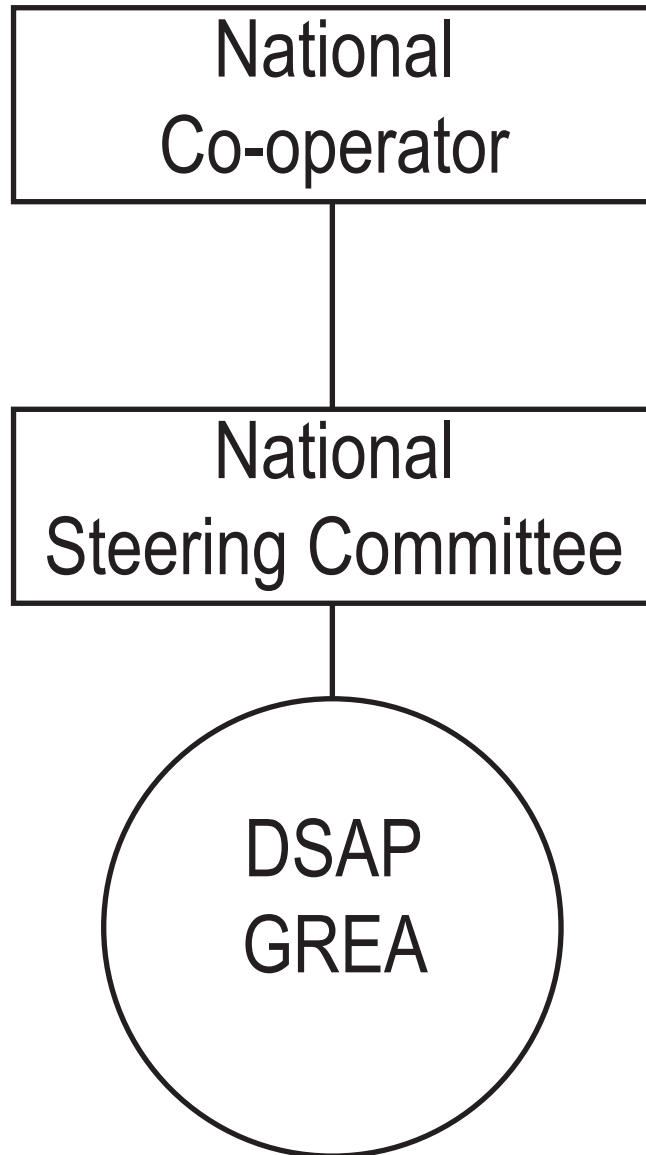 National
Co-operator
National
Steering Committee
DSAP
GREA